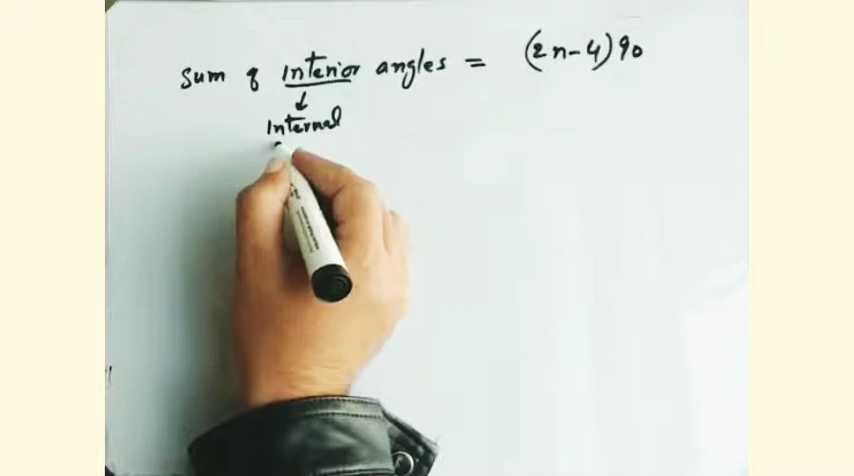 Sum of Interior angles = (2n-4)90
↓
Internal